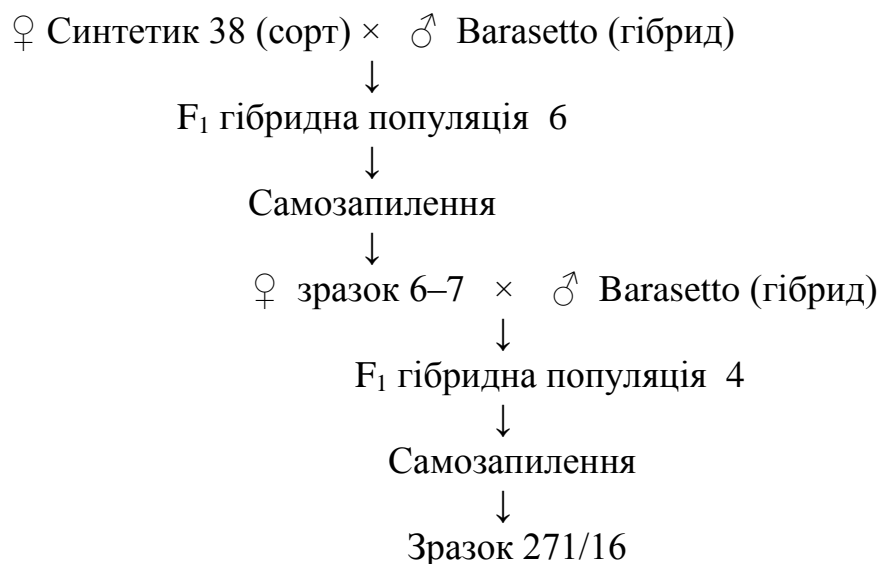 ♀ Синтетик 38 (сорт) × ♂ Barasetto (гібрид)
↓
F₁ гібридна популяція 6
↓
Самозапилення
↓
♀ зразок 6–7 × ♂ Barasetto (гібрид)
↓
F₁ гібридна популяція 4
↓
Самозапилення
↓
Зразок 271/16